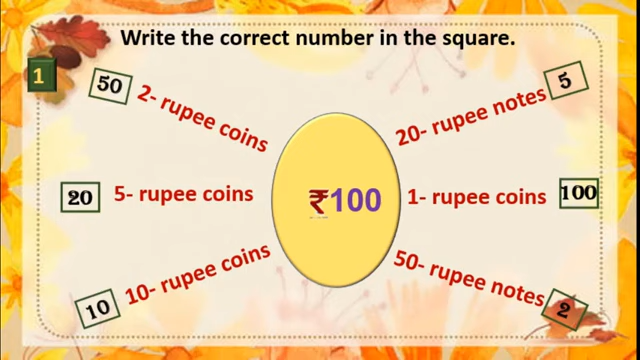 Write the correct number in the square.
1
50 2- rupee coins
20 5- rupee coins
10 10- rupee coins
₹100
20- rupee notes 5
1- rupee coins 100
50- rupee notes 2